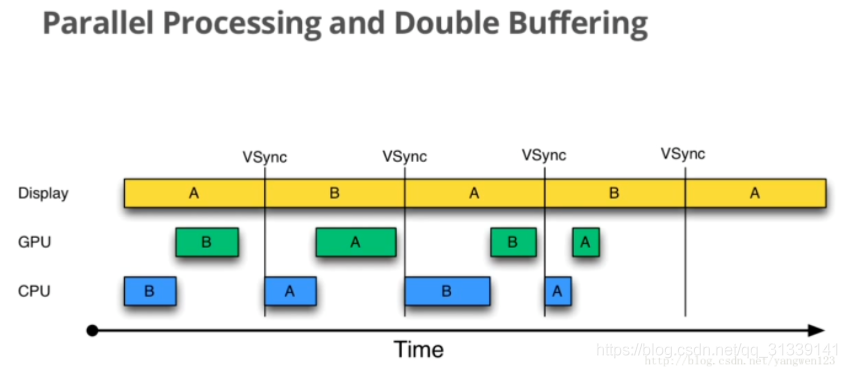 Parallel Processing and Double Buffering
VSync VSync VSync VSync
Display A B A B A
GPU B A B A
CPU B A B A
Time
https://blog.csdn.net/qq_31339141
http://blog.csdn.net/yangwen123